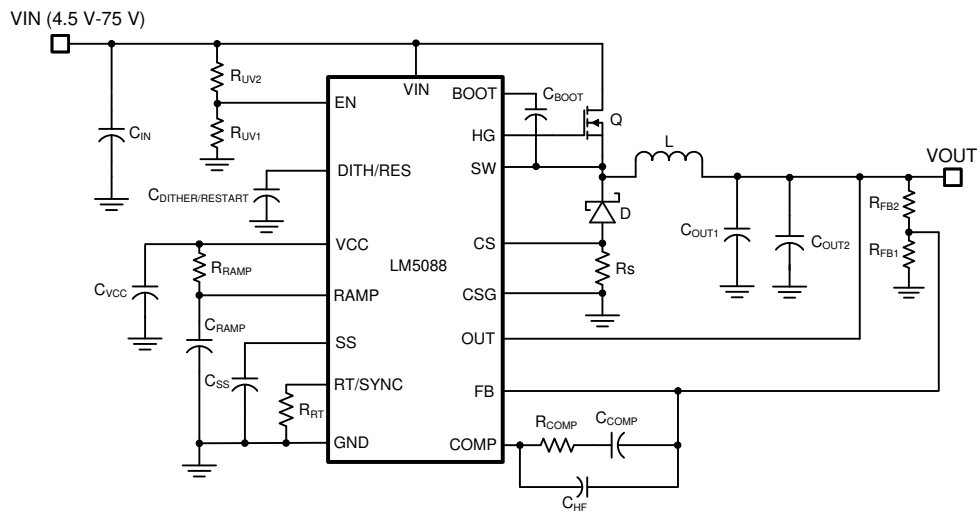 VIN (4.5 V-75 V)
RUV2
RUV1
CIN
EN
VIN
BOOT
CBOOT
HG
Q
SW
L
VOUT
DITH/RES
CDITHER/RESTART
D
COUT1
COUT2
RFB2
RFB1
VCC
LM5088
CS
Rs
CSG
RRAMP
CVCC
RAMP
CRAMP
OUT
SS
CSS
RT/SYNC
RRT
FB
RCOMP
CCOMP
GND
COMP
CHF